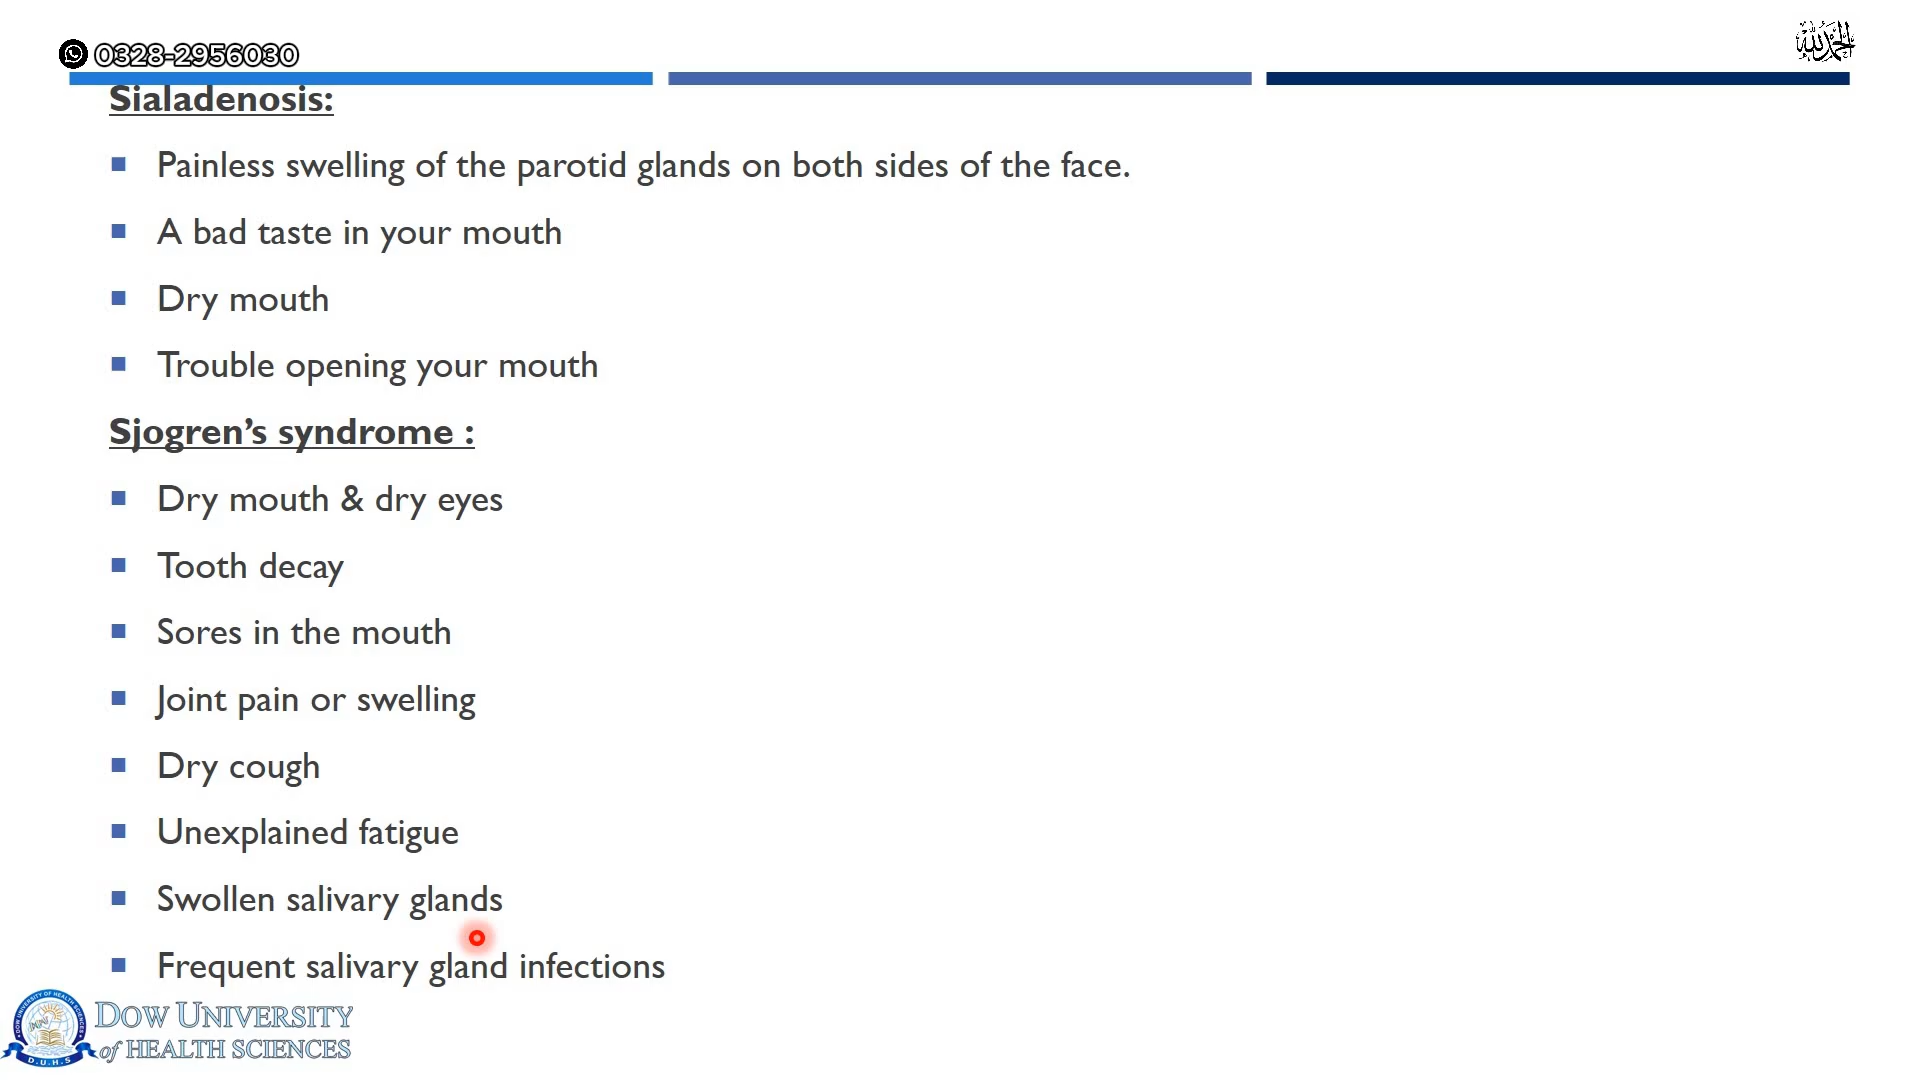 0328-2956030
الحمدلله
Sialadenosis:
Painless swelling of the parotid glands on both sides of the face.
A bad taste in your mouth
Dry mouth
Trouble opening your mouth
Sjogren’s syndrome :
Dry mouth & dry eyes
Tooth decay
Sores in the mouth
Joint pain or swelling
Dry cough
Unexplained fatigue
Swollen salivary glands
Frequent salivary gland infections
DOW UNIVERSITY
of HEALTH SCIENCES
D.U.H.S